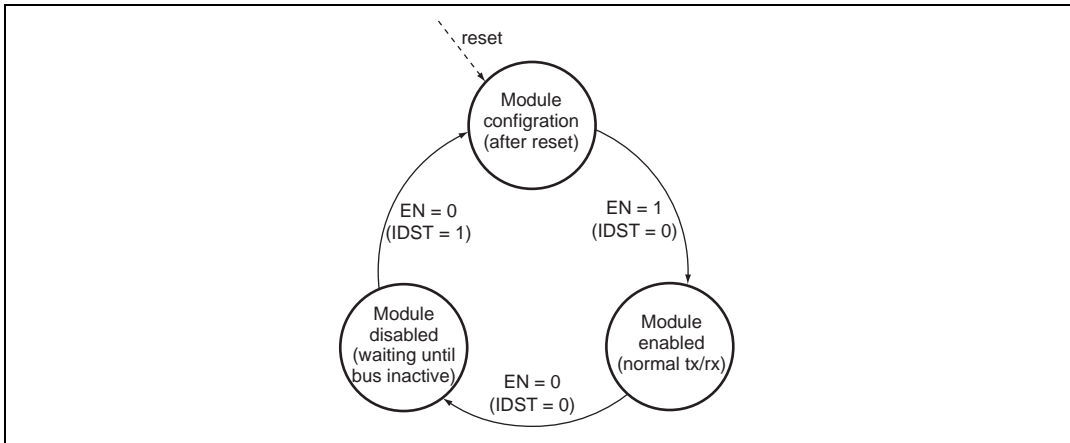 reset
Module
configration
(after reset)
EN = 0
(IDST = 1)
EN = 1
(IDST = 0)
Module
disabled
(waiting until
bus inactive)
Module
enabled
(normal tx/rx)
EN = 0
(IDST = 0)